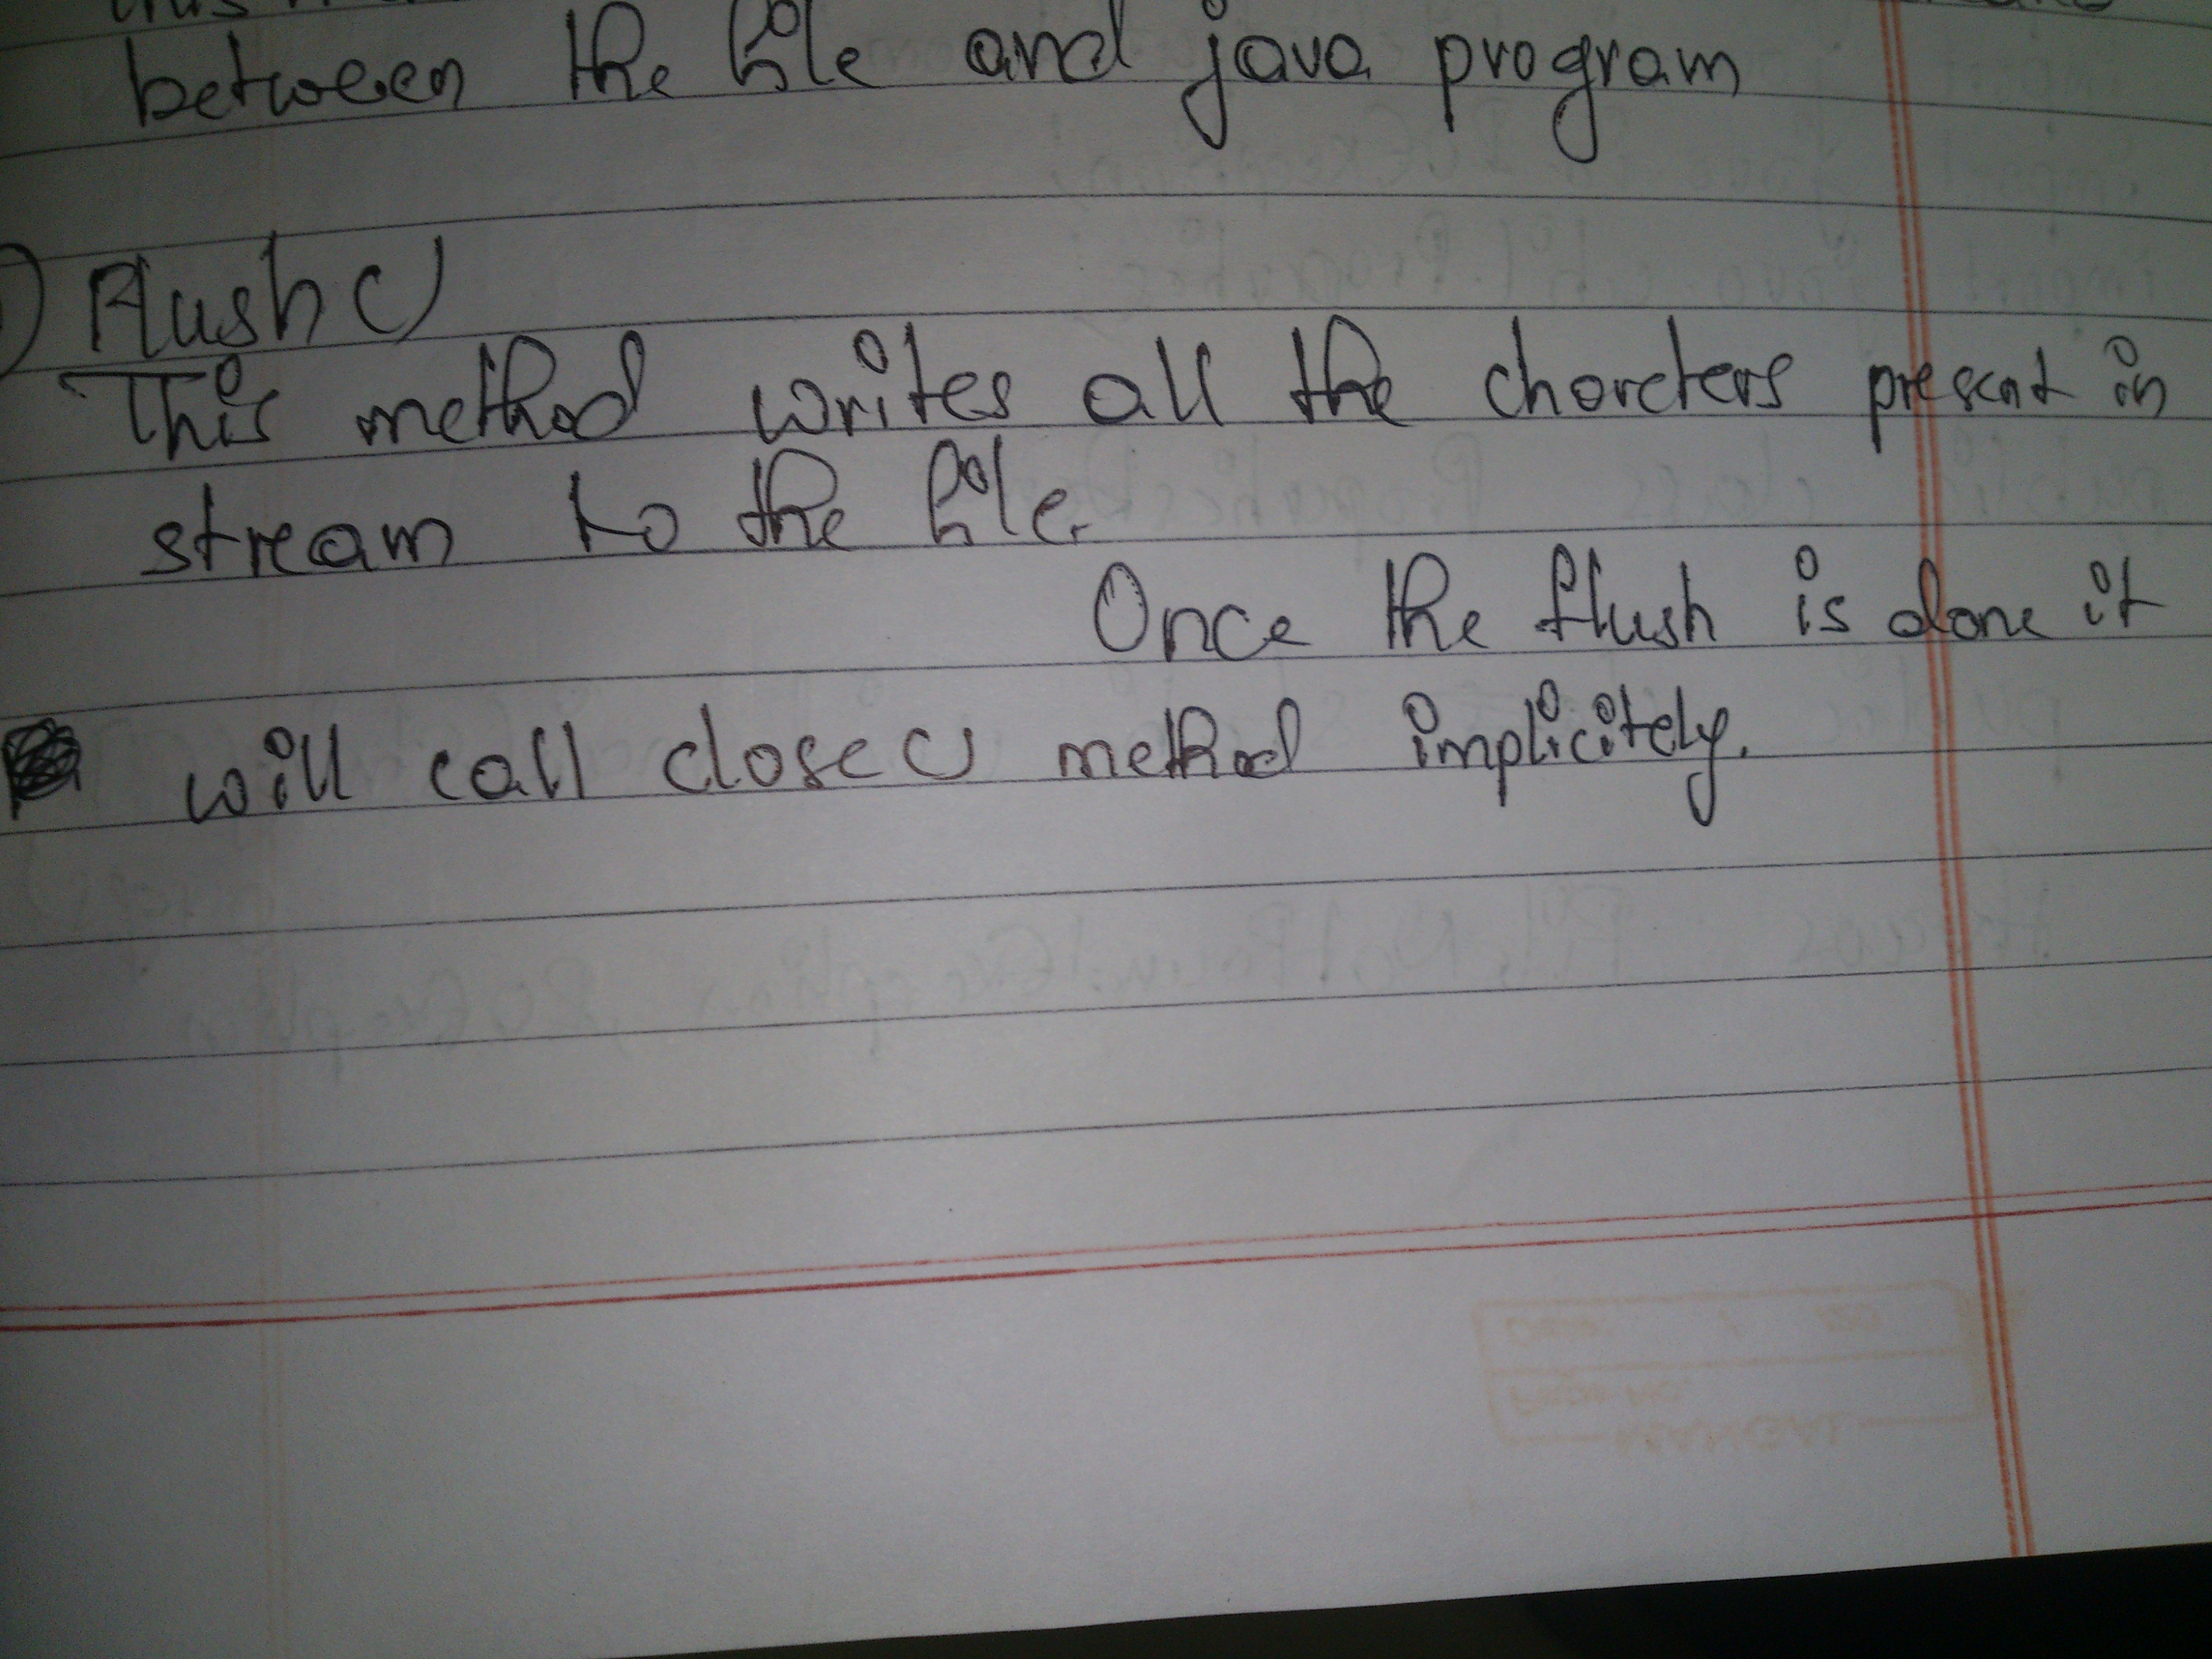 between the file and java program
) Flush()
This method writes all the chorcters present in
stream to the file.
Once the flush is done it
will call close() method implicitely.